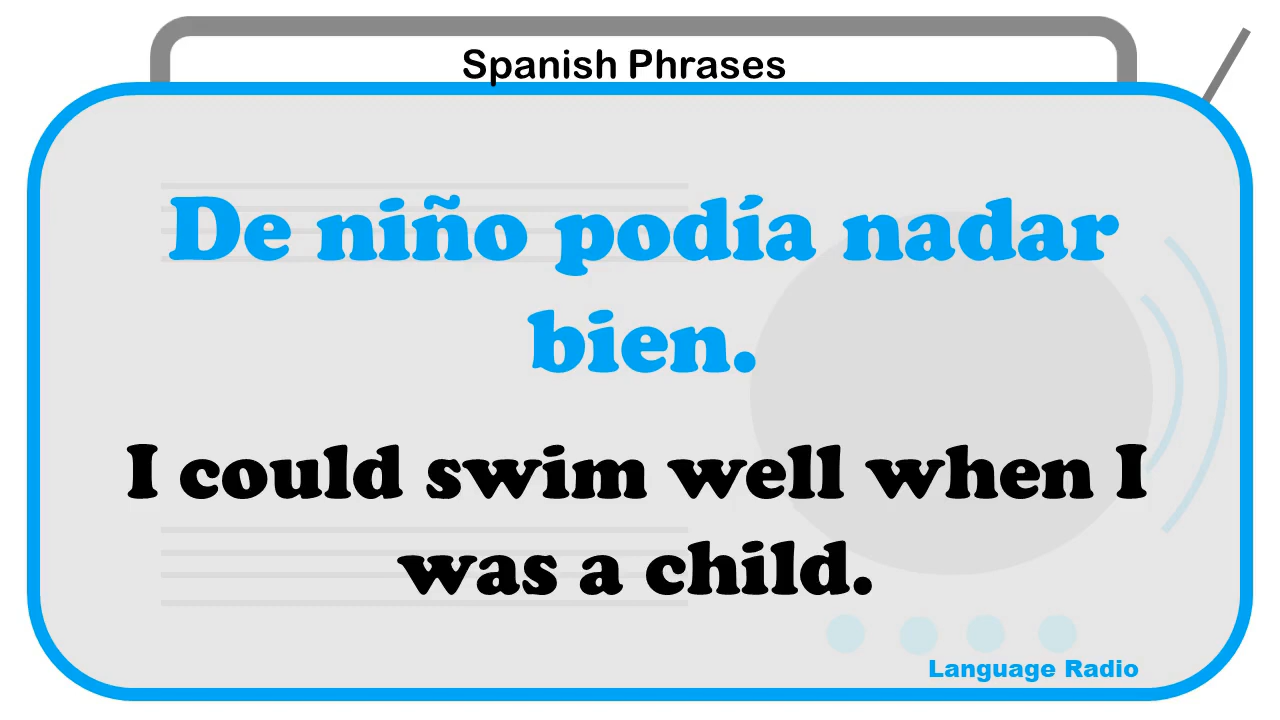 Spanish Phrases
De niño podía nadar
bien.
I could swim well when I
was a child.
Language Radio